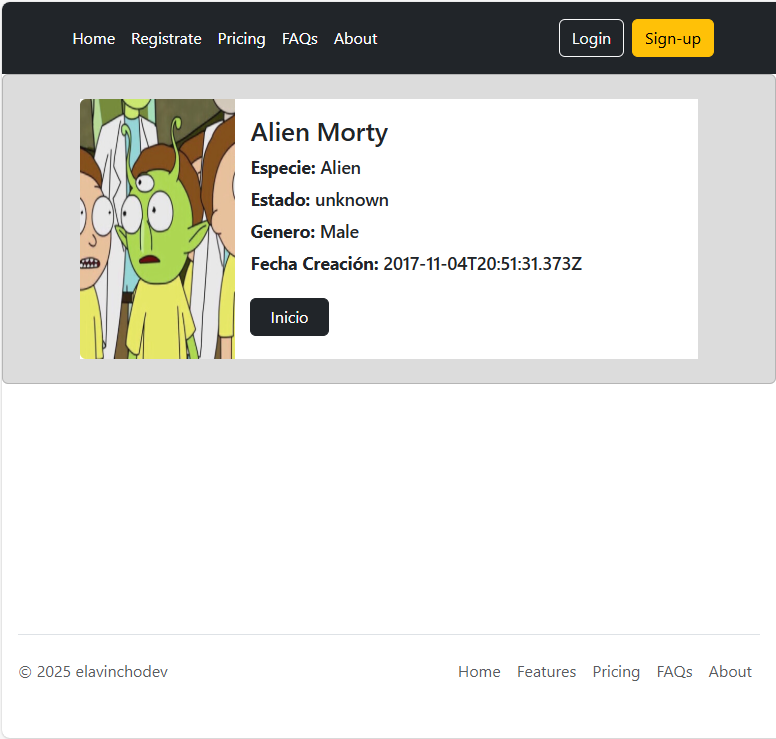 Home Registrate Pricing FAQs About Login Sign-up
Alien Morty
Especie: Alien
Estado: unknown
Genero: Male
Fecha Creación: 2017-11-04T20:51:31.373Z
Inicio
© 2025 elavinchodev Home Features Pricing FAQs About